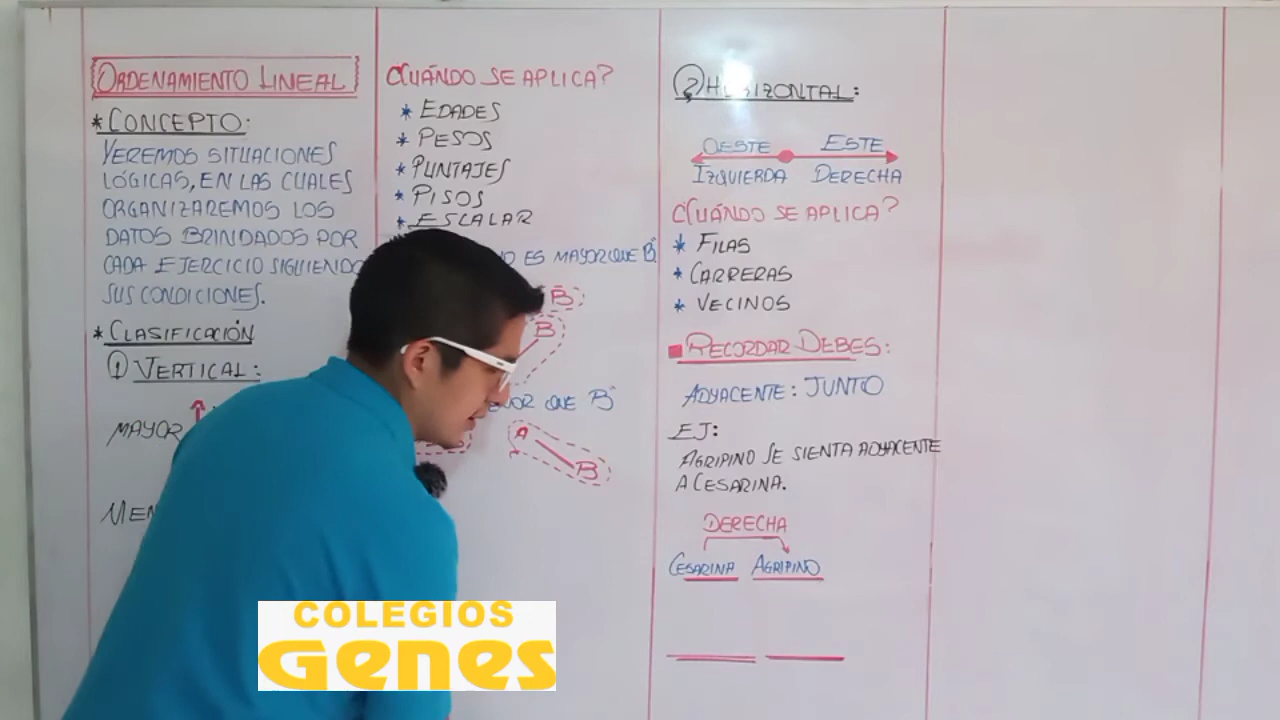 ORDENAMIENTO LINEAL
* CONCEPTO:
VEREMOS SITUACIONES
LÓGICAS, EN LAS CUALES
ORGANIZAREMOS LOS
DATOS BRINDADOS POR
CADA EJERCICIO SIGUIENDO
SUS CONDICIONES.
* CLASIFICACIÓN
① VERTICAL:
MAYOR
¿CUÁNDO SE APLICA?
* EDADES
* PESOS
* PUNTAJES
* PISOS
* ESCALAR
NO ES MAYOR QUE B"
B
B
QUE B"
A
B
② HORIZONTAL:
OESTE ESTE
IZQUIERDA DERECHA
¿CUÁNDO SE APLICA?
* FILAS
* CARRERAS
* VECINOS
RECORDAR DEBES:
ADYACENTE: JUNTO
EJ:
AGRIPINO SE SIENTA ADYACENTE
A CESARINA.
DERECHA
CESARINA AGRIPINO
COLEGIOS
Genes